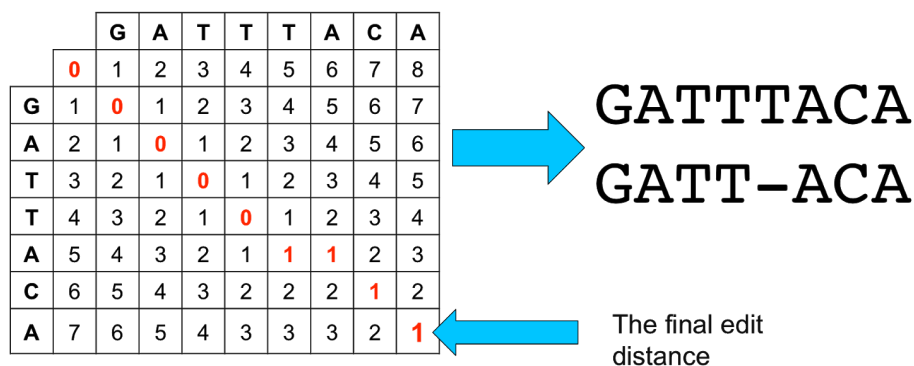 G A T T T A C A
0 1 2 3 4 5 6 7 8
G 1 0 1 2 3 4 5 6 7
A 2 1 0 1 2 3 4 5 6
T 3 2 1 0 1 2 3 4 5
T 4 3 2 1 0 1 2 3 4
A 5 4 3 2 1 1 1 2 3
C 6 5 4 3 2 2 2 1 2
A 7 6 5 4 3 3 3 2 1
GATTTACA
GATT-ACA
The final edit
distance